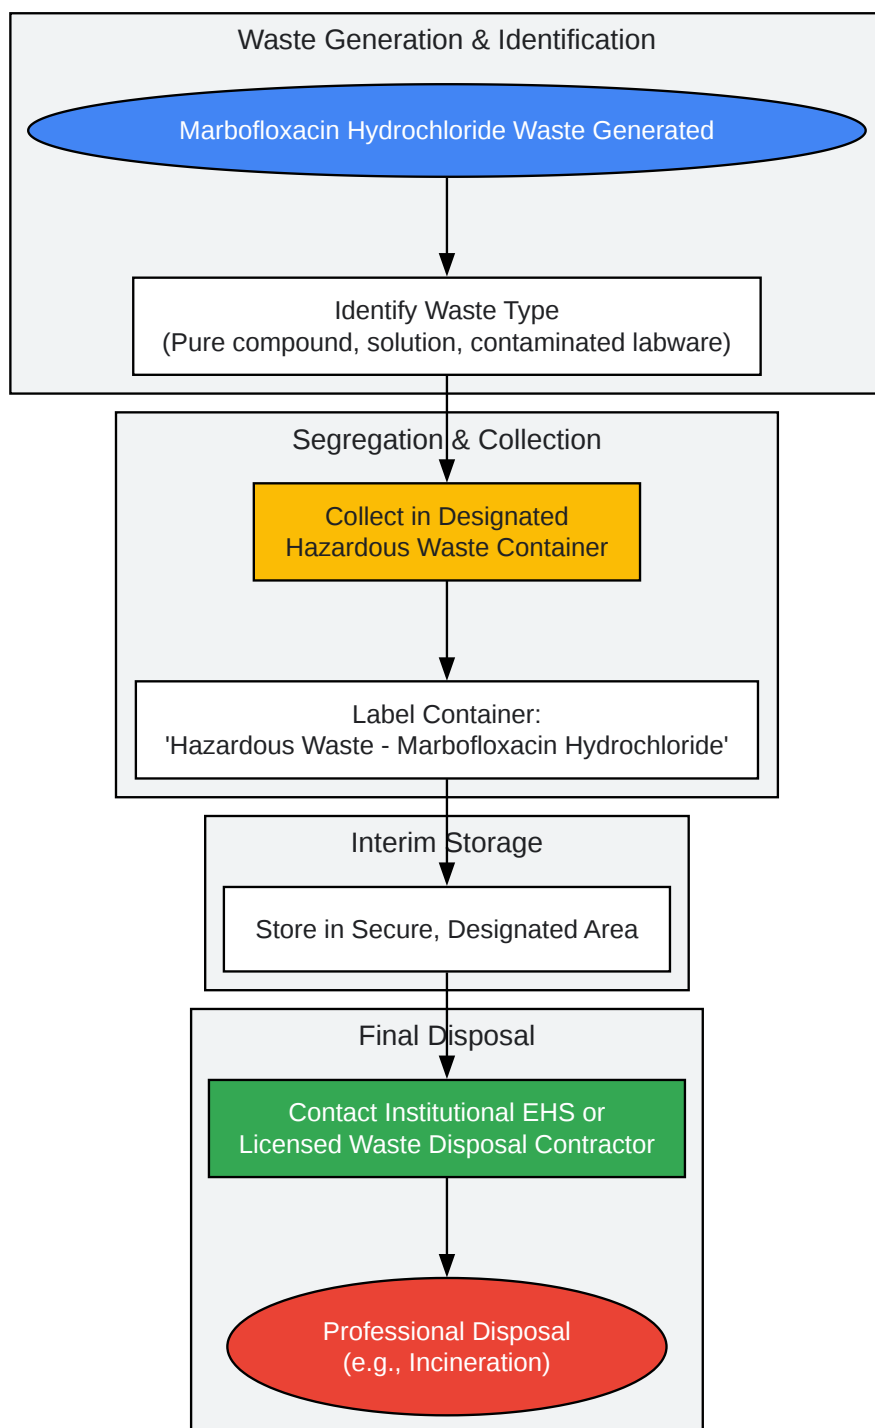 Waste Generation & Identification
Marbofloxacin Hydrochloride Waste Generated
Identify Waste Type
(Pure compound, solution, contaminated labware)
Segregation & Collection
Collect in Designated
Hazardous Waste Container
Label Container:
'Hazardous Waste - Marbofloxacin Hydrochloride'
Interim Storage
Store in Secure, Designated Area
Final Disposal
Contact Institutional EHS or
Licensed Waste Disposal Contractor
Professional Disposal
(e.g., Incineration)